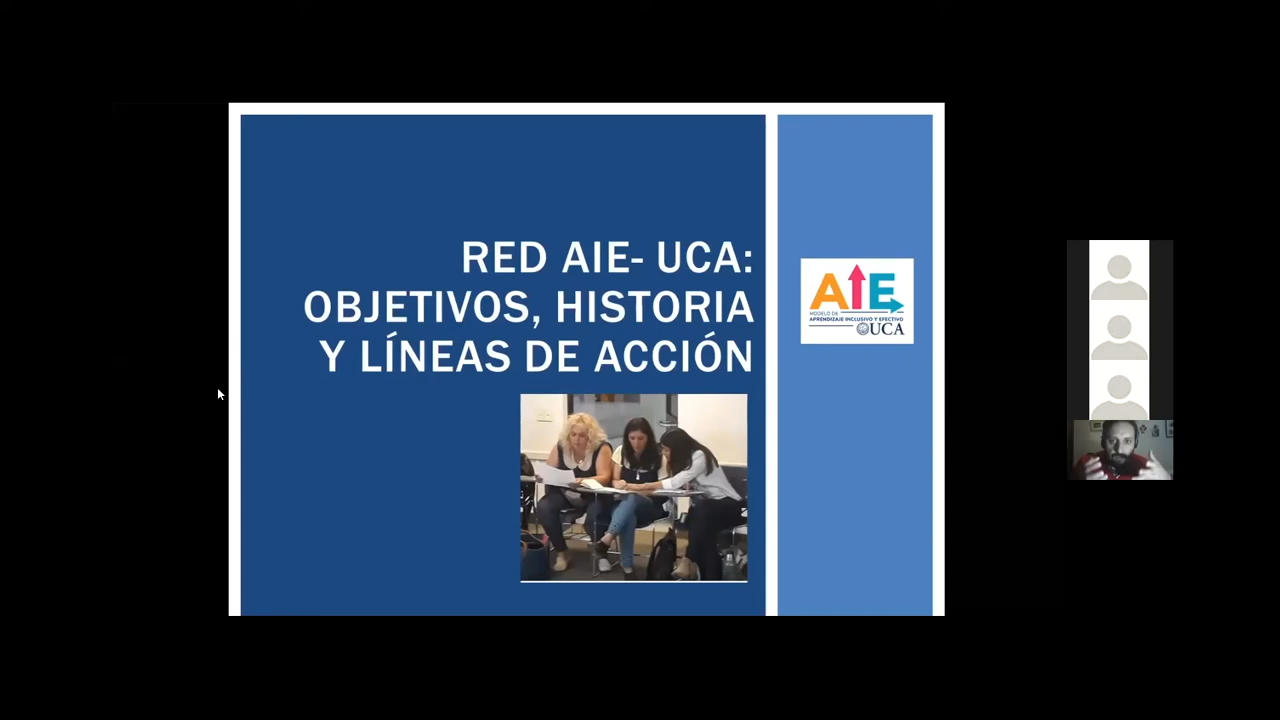 RED AIE- UCA:
OBJETIVOS, HISTORIA
Y LÍNEAS DE ACCIÓN
AIE
MODELO DE
APRENDIZAJE INCLUSIVO Y EFECTIVO
UCA